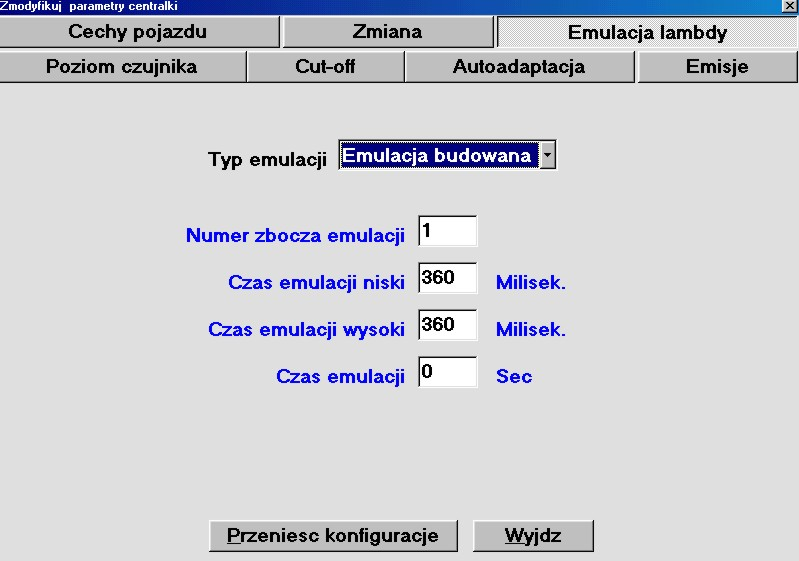 Zmodyfikuj parametry centralki
Cechy pojazdu Zmiana Emulacja lambdy
Poziom czujnika Cut-off Autoadaptacja Emisje
Typ emulacji Emulacja budowana
Numer zbocza emulacji 1
Czas emulacji niski 360 Milisek.
Czas emulacji wysoki 360 Milisek.
Czas emulacji 0 Sec
Przeniesc konfiguracje Wyjdz